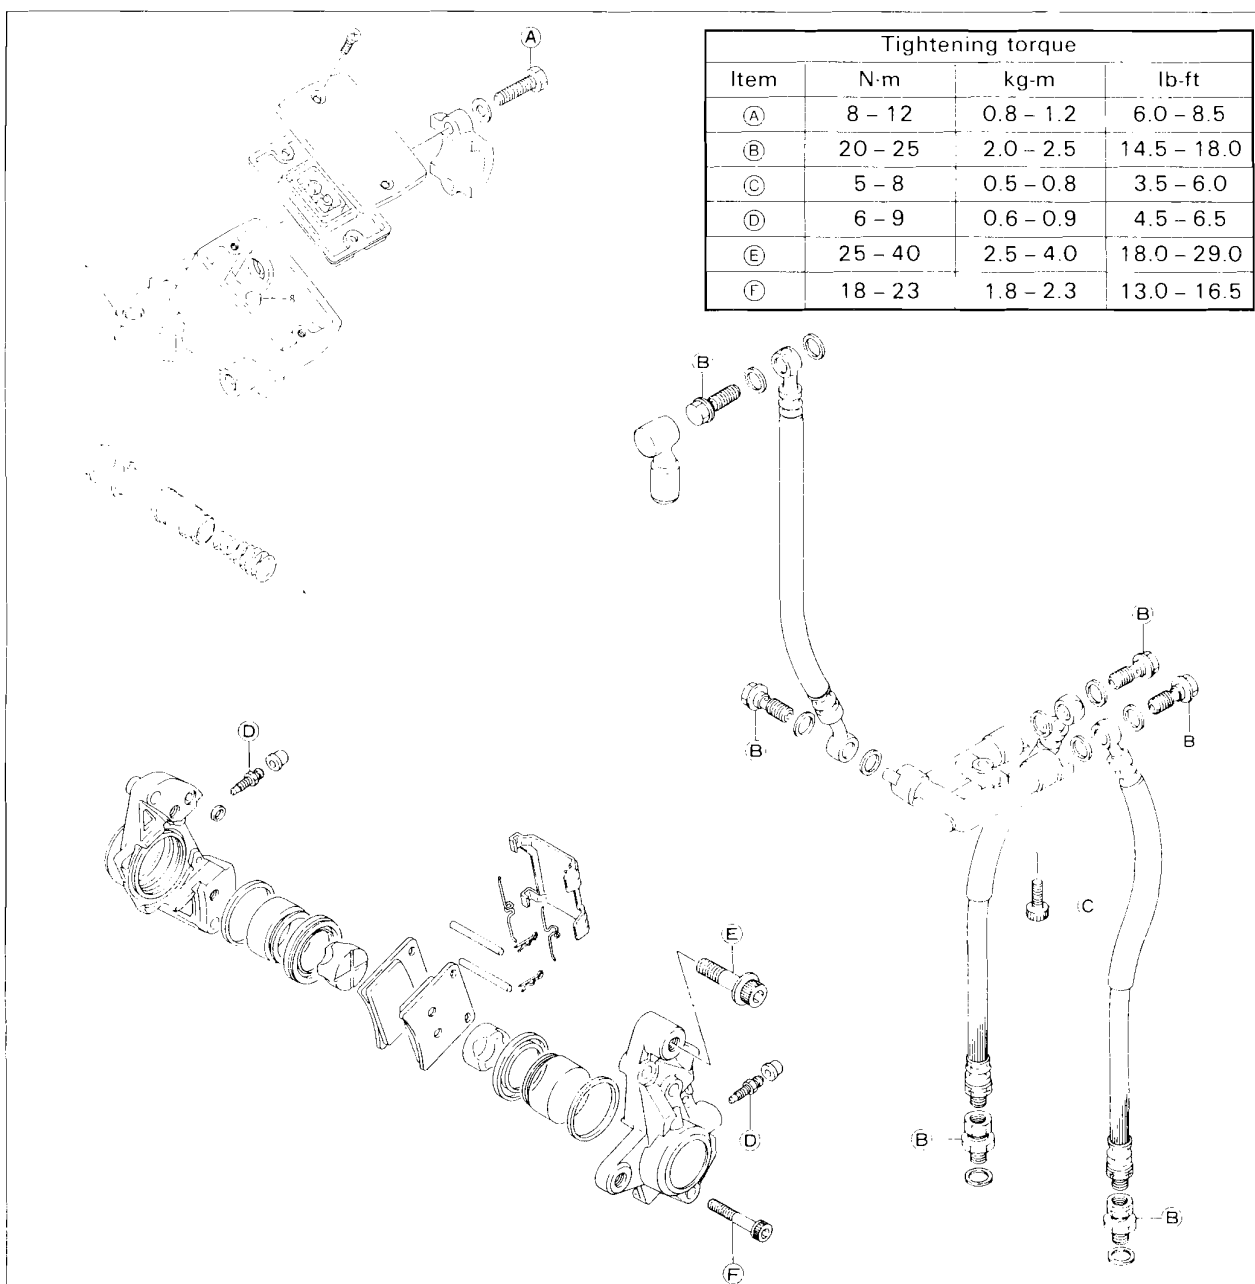 Tightening torque
Item N·m kg-m lb-ft
Ⓐ 8 – 12 0.8 – 1.2 6.0 – 8.5
Ⓑ 20 – 25 2.0 – 2.5 14.5 – 18.0
Ⓒ 5 – 8 0.5 – 0.8 3.5 – 6.0
Ⓓ 6 – 9 0.6 – 0.9 4.5 – 6.5
Ⓔ 25 – 40 2.5 – 4.0 18.0 – 29.0
Ⓕ 18 – 23 1.8 – 2.3 13.0 – 16.5
Ⓐ
Ⓑ
Ⓑ
Ⓑ
Ⓑ
Ⓓ
Ⓒ
Ⓔ
Ⓓ
Ⓑ
Ⓑ
Ⓕ